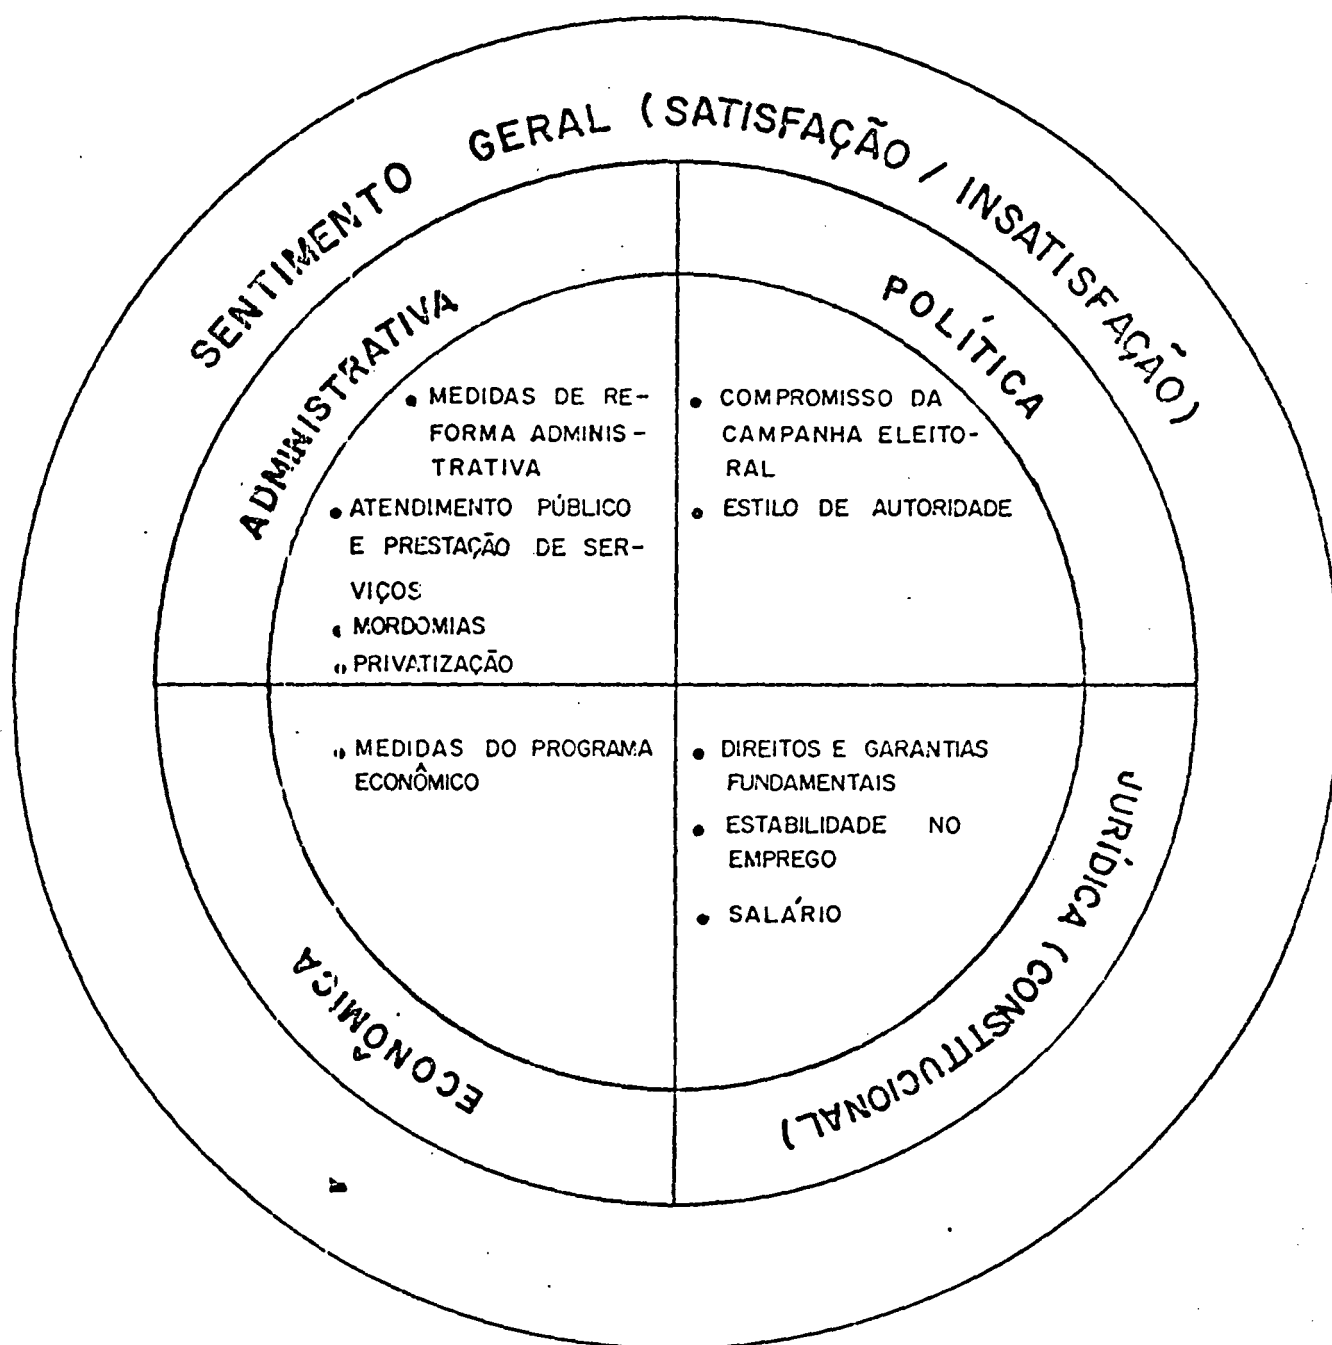 SENTIMENTO GERAL (SATISFAÇÃO / INSATISFAÇÃO)
ADMINISTRATIVA
• MEDIDAS DE RE-
FORMA ADMINIS-
TRATIVA
• ATENDIMENTO PÚBLICO
E PRESTAÇÃO DE SER-
VIÇOS
• MORDOMIAS
• PRIVATIZAÇÃO
POLÍTICA
• COMPROMISSO DA
CAMPANHA ELEITO-
RAL
• ESTILO DE AUTORIDADE
ECONÔMICA
• MEDIDAS DO PROGRAMA
ECONÔMICO
JURÍDICA (CONSTITUCIONAL)
• DIREITOS E GARANTIAS
FUNDAMENTAIS
• ESTABILIDADE NO
EMPREGO
• SALÁRIO